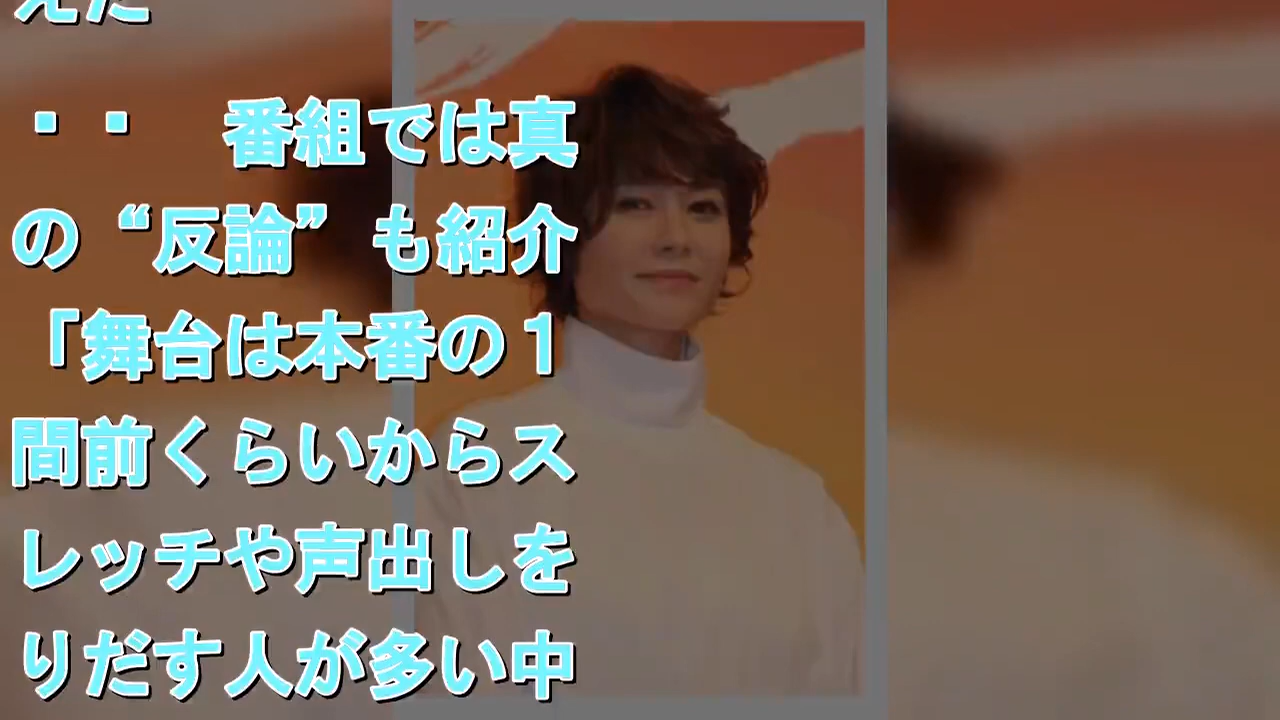 えた
・・　番組では真
の“反論”も紹介
「舞台は本番の１
間前くらいからス
レッチや声出しを
りだす人が多い中